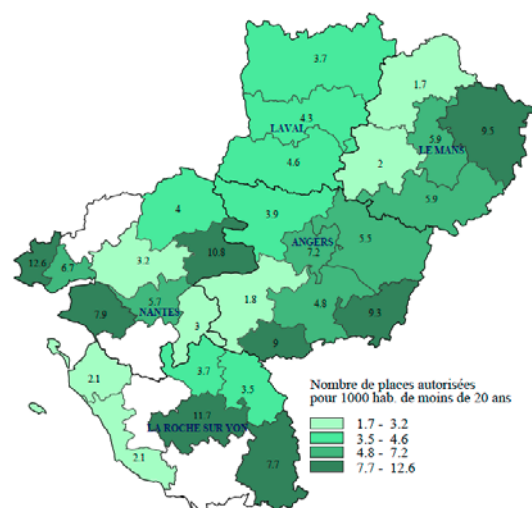 3.7
1.7
4.3
LAVAL
5.9
LE MANS
9.5
4.6
2
5.9
4
3.9
ANGERS
7.2
5.5
12.6
6.7
3.2
10.8
7.9
5.7
NANTES
3
1.8
4.8
9.3
9
2.1
3.7
3.5
11.7
LA ROCHE SUR YON
2.1
7.7
Nombre de places autorisées
pour 1000 hab. de moins de 20 ans
1.7 - 3.2
3.5 - 4.6
4.8 - 7.2
7.7 - 12.6